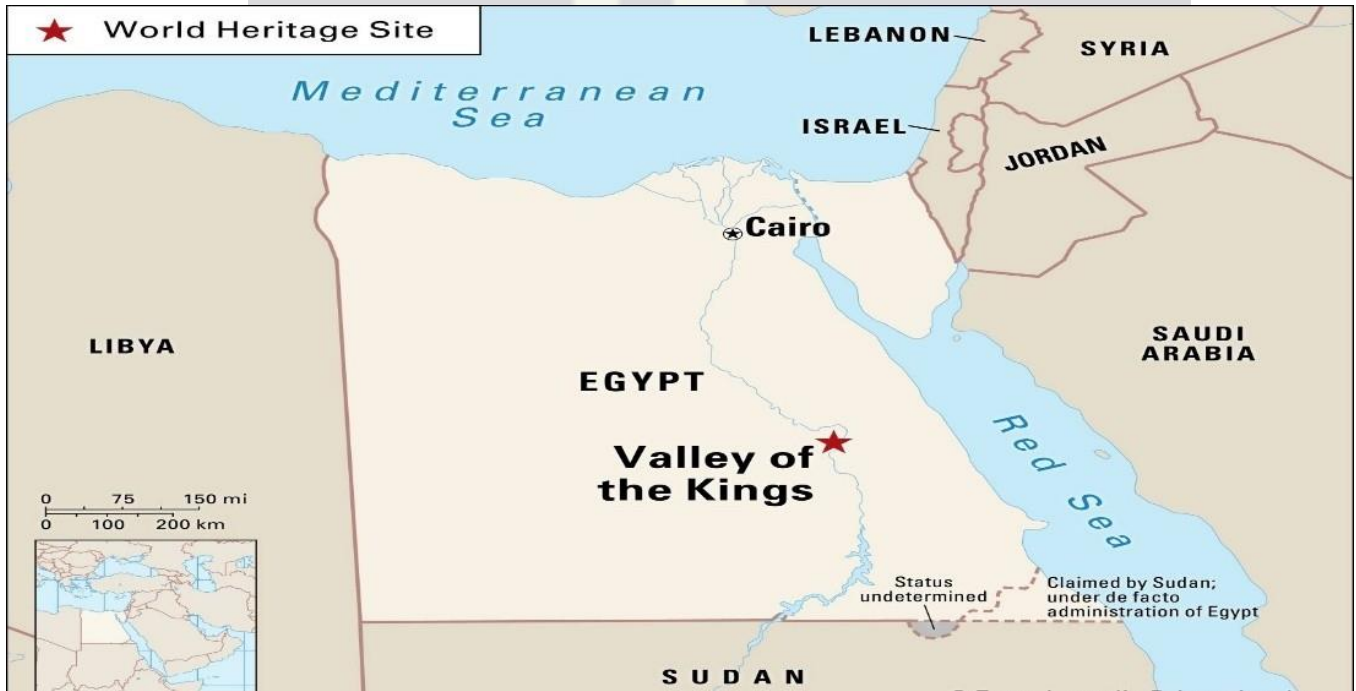 World Heritage Site
LEBANON
SYRIA
Mediterranean
Sea
ISRAEL
JORDAN
Cairo
LIBYA
SAUDI
ARABIA
EGYPT
Valley of
the Kings
Red Sea
0 75 150 mi
0 100 200 km
Status
undetermined
Claimed by Sudan;
under de facto
administration of Egypt
SUDAN